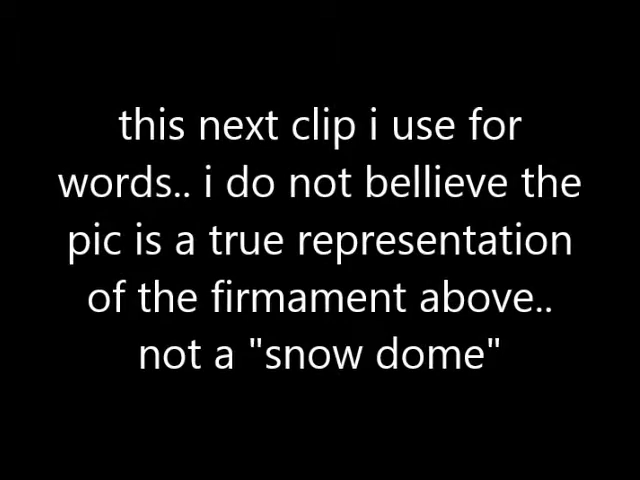 this next clip i use for
words.. i do not bellieve the
pic is a true representation
of the firmament above..
not a "snow dome"